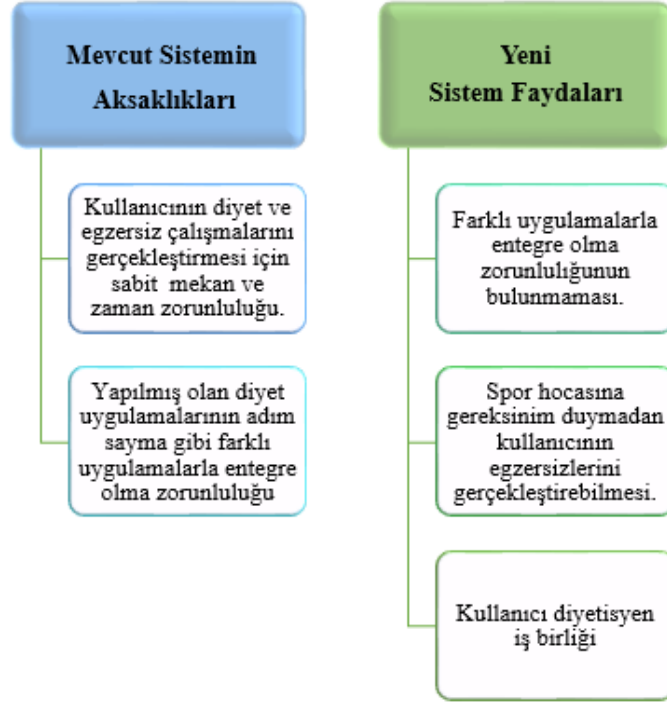 Mevcut Sistemin
Aksaklıkları
Kullanıcının diyet ve
egzersiz çalışmalarını
gerçekleştirmesi için
sabit mekan ve
zaman zorunluluğu.
Yapılmış olan diyet
uygulamalarının adım
sayma gibi farklı
uygulamalarla entegre
olma zorunluluğu
Yeni
Sistem Faydaları
Farklı uygulamalarla
entegre olma
zorunlulığunun
bulunmaması.
Spor hocasına
gereksinim duymadan
kullanıcının
egzersizlerini
gerçekleştirebilmesi.
Kullanıcı diyetisyen
iş birliği